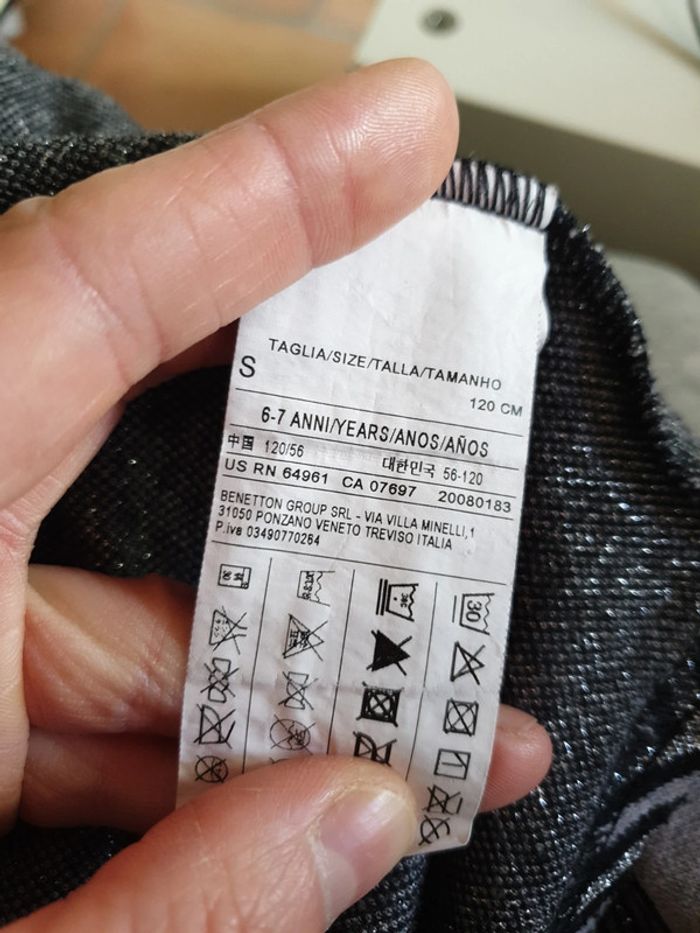 TAGLIA/SIZE/TALLA/TAMANHO
S
120 CM
6-7 ANNI/YEARS/ANOS/AÑOS
中国 120/56 대한민국 56-120
US RN 64961 CA 07697 20080183
BENETTON GROUP SRL - VIA VILLA MINELLI,1
31050 PONZANO VENETO TREVISO ITALIA
P.iva 03490770264
30